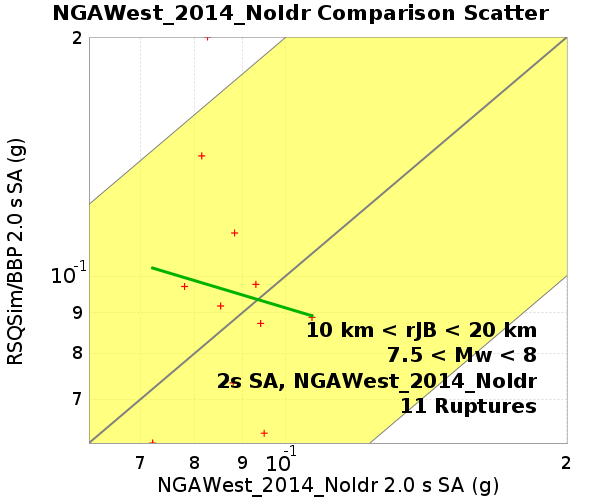 NGAWest_2014_NoIdr Comparison Scatter
2
10-1
9
8
7
RSQSim/BBP 2.0 s SA (g)
10 km < rJB < 20 km
7.5 < Mw < 8
2s SA, NGAWest_2014_NoIdr
11 Ruptures
7 8 9 10-1 2
NGAWest_2014_NoIdr 2.0 s SA (g)